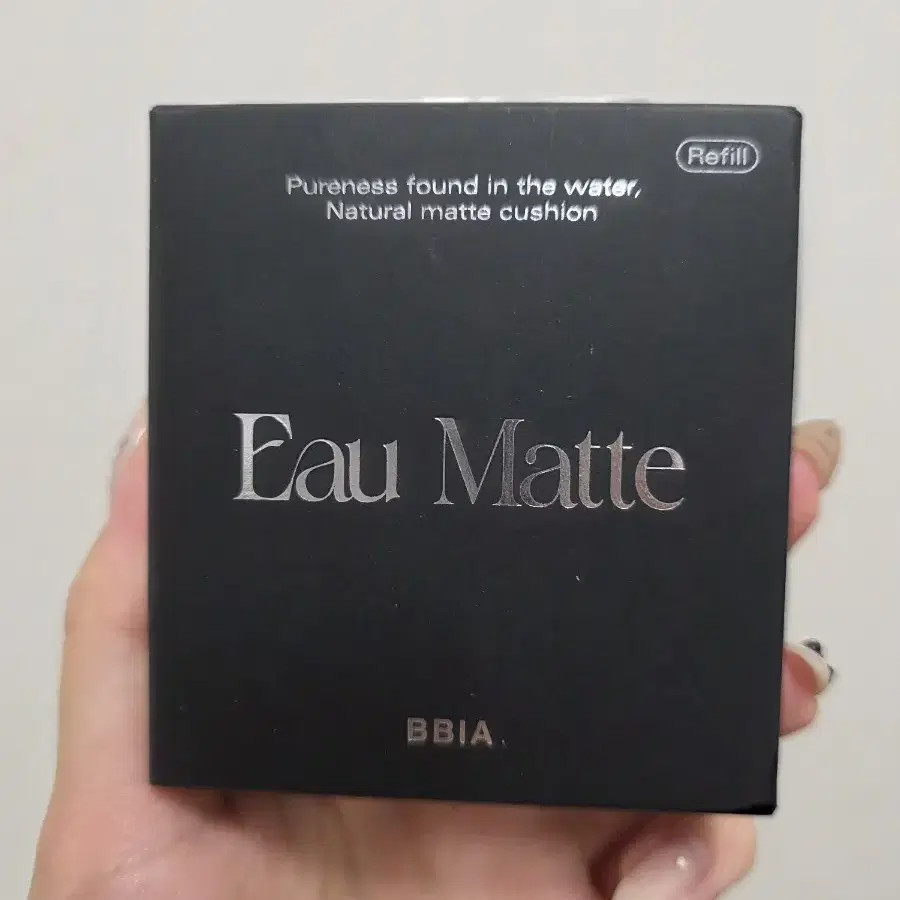 Refill
Pureness found in the water,
Natural matte cushion
Eau Matte
BBIA